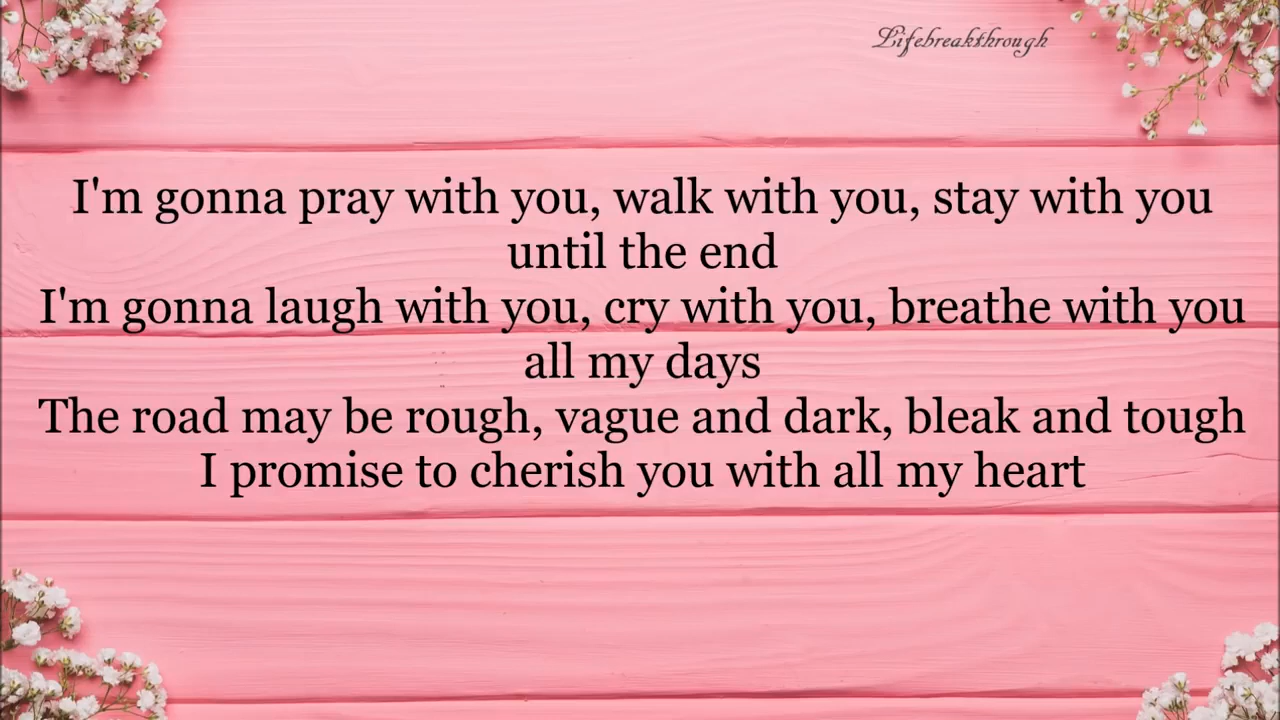 Lifebreakthrough
I'm gonna pray with you, walk with you, stay with you
until the end
I'm gonna laugh with you, cry with you, breathe with you
all my days
The road may be rough, vague and dark, bleak and tough
I promise to cherish you with all my heart